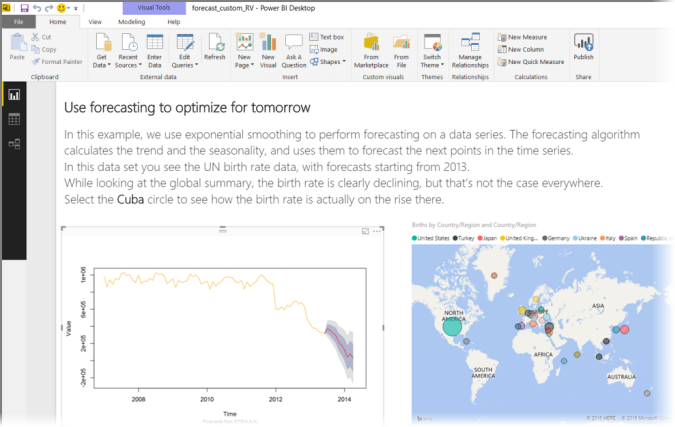 Visual Tools
forecast_custom_RV - Power BI Desktop
File Home View Modeling Help
Paste
Cut
Copy
Format Painter
Clipboard
Get Data
Recent Sources
Enter Data
Edit Queries
Refresh
External data
New Page
New Visual
Ask A Question
Text box
Image
Shapes
Insert
From Marketplace
From File
Custom visuals
Switch Theme
Themes
Manage Relationships
Relationships
New Measure
New Column
New Quick Measure
Calculations
Publish
Share
Use forecasting to optimize for tomorrow
In this example, we use exponential smoothing to perform forecasting on a data series. The forecasting algorithm
calculates the trend and the seasonality, and uses them to forecast the next points in the time series.
In this data set you see the UN birth rate data, with forecasts starting from 2013.
While looking at the global summary, the birth rate is clearly declining, but that's not the case everywhere.
Select the Cuba circle to see how the birth rate is actually on the rise there.
Births by Country/Region and Country/Region
United States Turkey Japan United King... Germany Ukraine Italy Spain Republic
Value
1e+06
6e+05
2e+05
-2e+05
2008 2010 2012 2014
Time
NORTH AMERICA
EUROPE
ASIA
AFRICA
SOUTH AMERICA
AUSTRALIA
bing
© 2016 HERE © 2016 Microsoft